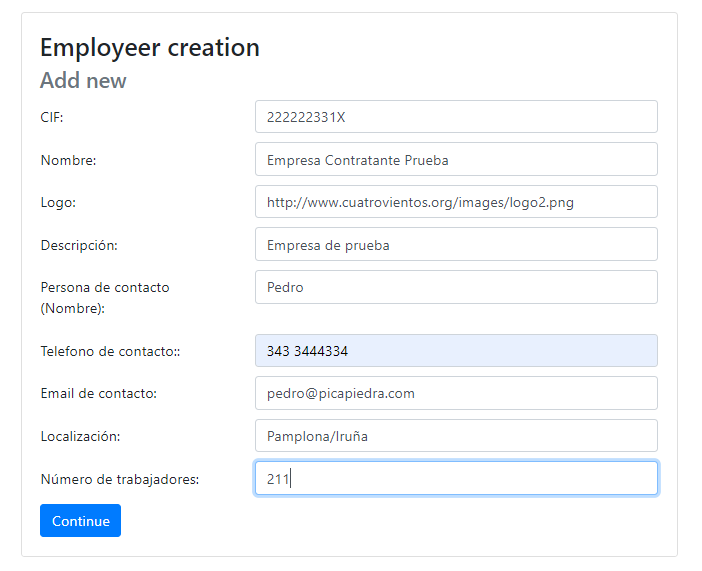 Employeer creation
Add new
CIF: 222222331X
Nombre: Empresa Contratante Prueba
Logo: http://www.cuatrovientos.org/images/logo2.png
Descripción: Empresa de prueba
Persona de contacto
(Nombre): Pedro
Telefono de contacto:: 343 3444334
Email de contacto: pedro@picapiedra.com
Localización: Pamplona/Iruña
Número de trabajadores: 211
Continue